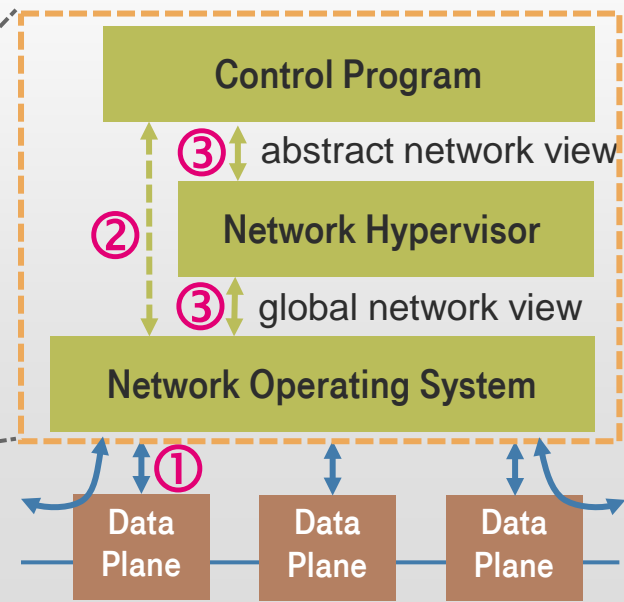 Control Program
③ abstract network view
②
Network Hypervisor
③ global network view
Network Operating System
①
Data Plane
Data Plane
Data Plane